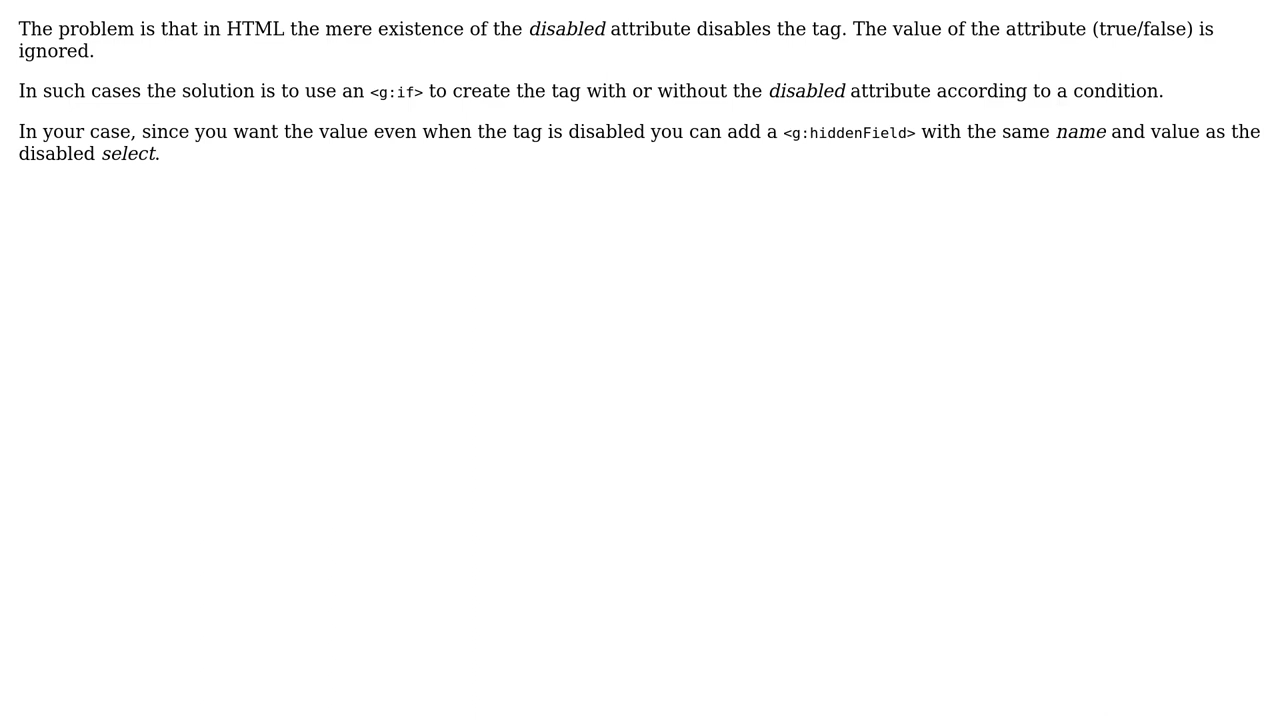 The problem is that in HTML the mere existence of the disabled attribute disables the tag. The value of the attribute (true/false) is
ignored.
In such cases the solution is to use an <g:if> to create the tag with or without the disabled attribute according to a condition.
In your case, since you want the value even when the tag is disabled you can add a <g:hiddenField> with the same name and value as the
disabled select.